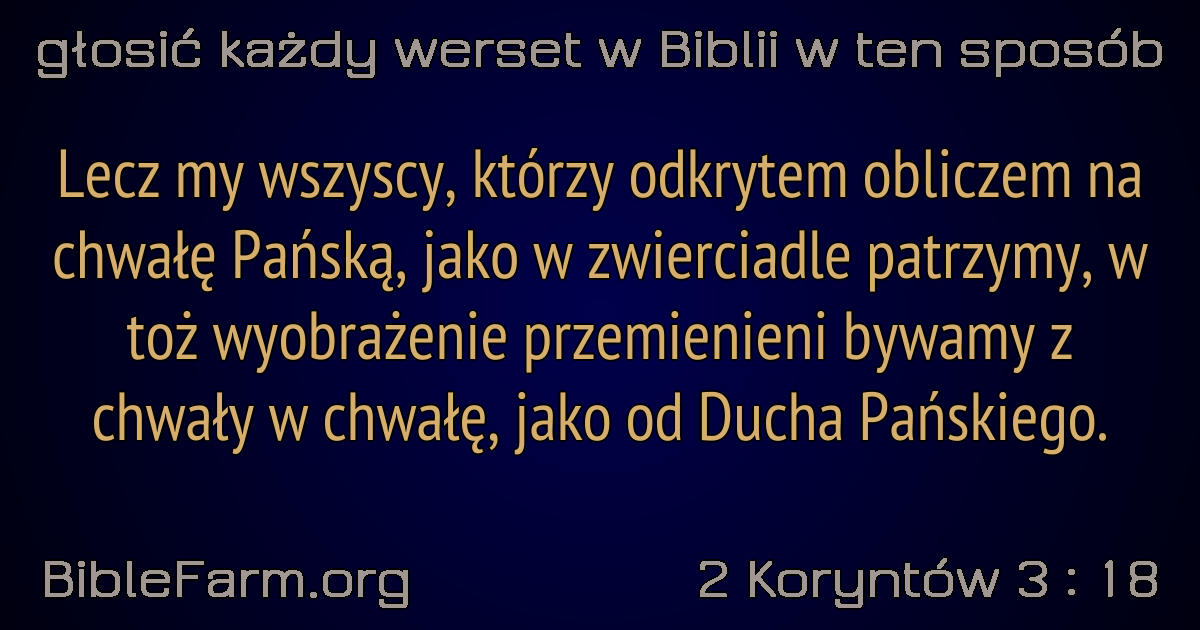 głosić każdy werset w Biblii w ten sposób
Lecz my wszyscy, którzy odkrytem obliczem na
chwałę Pańską, jako w zwierciadle patrzymy, w
toż wyobrażenie przemienieni bywamy z
chwały w chwałę, jako od Ducha Pańskiego.
BibleFarm.org
2 Koryntów 3 : 18